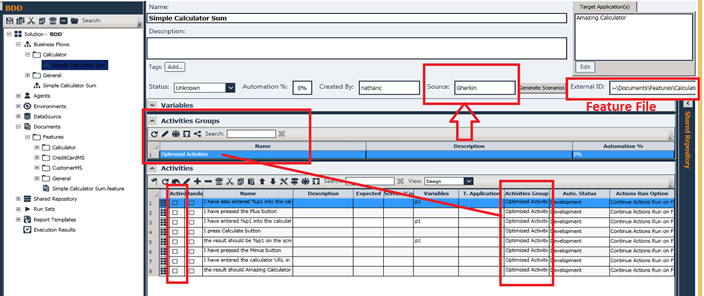 BDD
Search:
Solution - 'BDD'
Business Flows
Calculator
Simple Calculator Sum
General
Simple Calculator Sum
Agents
Environments
DataSource
Documents
Features
Calculator
CreditCardMS
CustomerMS
General
Simple Calculator Sum.feature
Shared Repository
Run Sets
Report Templates
Execution Results
Name:
Simple Calculator Sum
Description:
Tags: Add...
Target Application(s)
Amazing Calculator
Edit
Status: Unknown Automation %: 0% Created By: nathanc Source: Gherkin Generate Scenarios External ID: ~\Documents\Features\Calculat
Feature File
Variables
Activities Groups
Search:
Name Description Automation %
1 Optimized Activities 0%
Activities
Search: View: Design
Activ Manda Name Description Expected Variables T. Application Activities Group Auto. Status Actions Run Option
1 I have also entered %p1 into the cal p1 Optimized Activiti Development Continue Actions Run on F
2 I have pressed the Plus button Optimized Activiti Development Continue Actions Run on F
3 I have entered %p1 into the calculat p1 Optimized Activiti Development Continue Actions Run on F
4 I press Calculate button Optimized Activiti Development Continue Actions Run on F
5 the result should be %p1 on the scre p1 Optimized Activiti Development Continue Actions Run on F
6 I have pressed the Minus button Optimized Activiti Development Continue Actions Run on F
7 I have entered the calculator URL in Optimized Activiti Development Continue Actions Run on F
8 the result should Amazing Calculator Optimized Activiti Development Continue Actions Run on F
Shared Repository